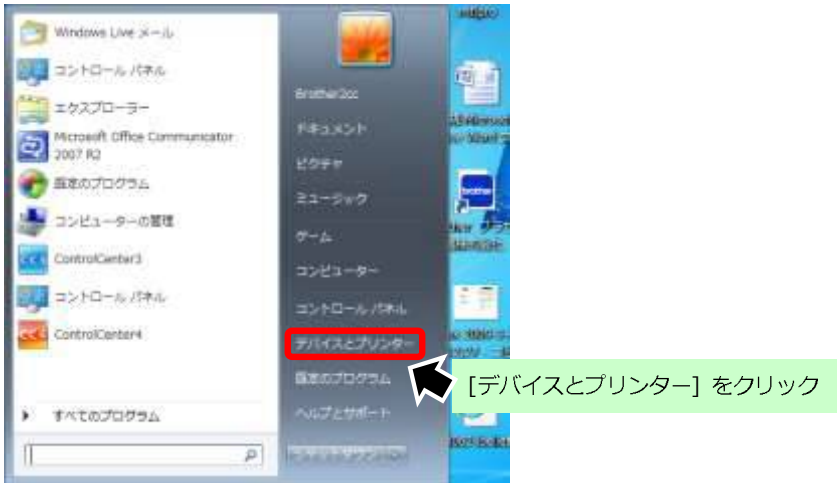 Windows Live メール
コントロール パネル
エクスプローラー
Microsoft Office Communicator
2007 R2
既定のプログラム
コンピューターの管理
ControlCenter3
コントロール パネル
ControlCenter4
すべてのプログラム
Brother2cc
ドキュメント
ピクチャ
ミュージック
ゲーム
コンピューター
コントロール パネル
デバイスとプリンター
既定のプログラム
ヘルプとサポート
brother
[デバイスとプリンター] をクリック